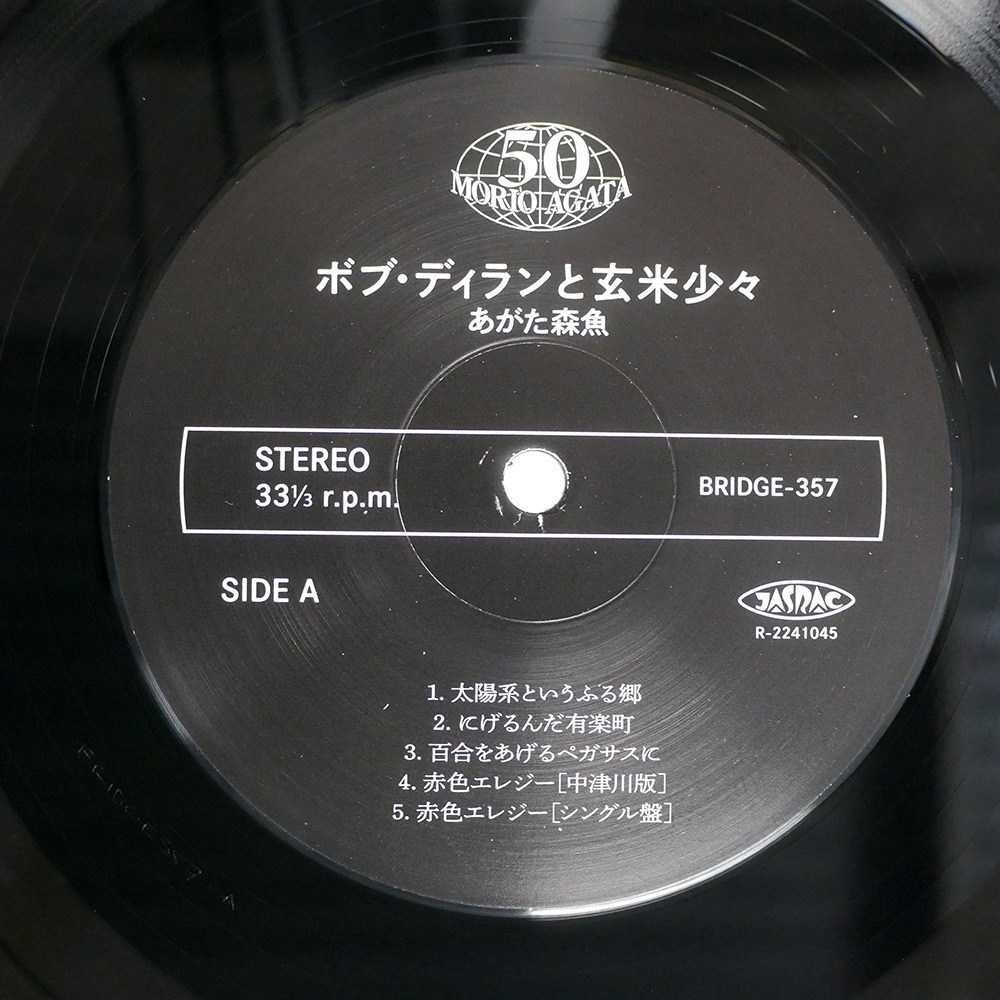 50
MORIO AGATA
ボブ・ディランと玄米少々
あがた森魚
STEREO
33⅓ r.p.m.
BRIDGE-357
SIDE A
JASRAC
R-2241045
1. 太陽系というふる郷
2. にげるんだ有楽町
3. 百合をあげるペガサスに
4. 赤色エレジー[中津川版]
5. 赤色エレジー[シングル盤]
BRIDGE-357 A